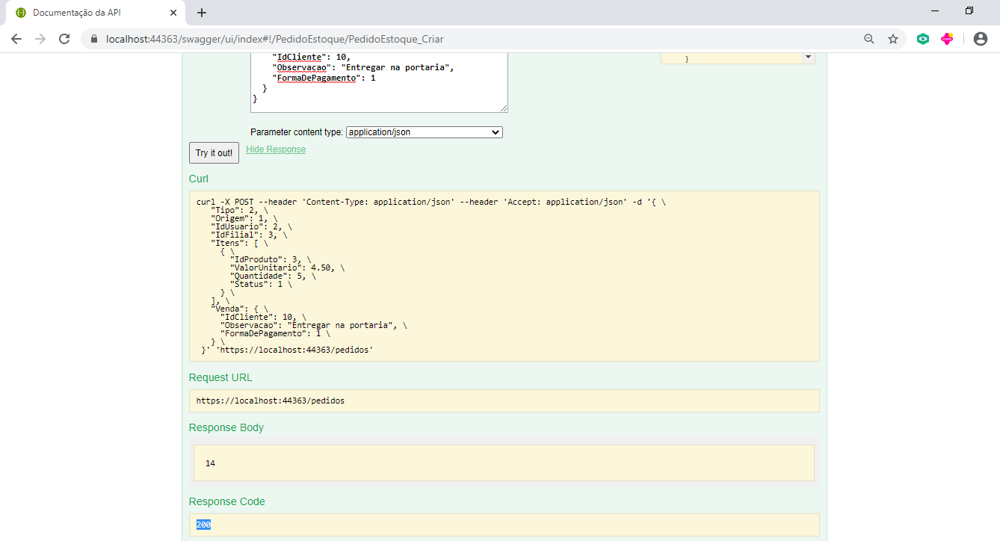 Documentação da API
localhost:44363/swagger/ui/index#!/PedidoEstoque/PedidoEstoque_Criar
"IdCliente": 10,
"Observacao": "Entregar na portaria",
"FormaDePagamento": 1
}
}
}
Parameter content type: application/json
Try it out! Hide Response
Curl
curl -X POST --header 'Content-Type: application/json' --header 'Accept: application/json' -d '{ \
"Tipo": 2, \
"Origem": 1, \
"IdUsuario": 2, \
"IdFilial": 3, \
"Itens": [ \
{ \
"IdProduto": 3, \
"ValorUnitario": 4.50, \
"Quantidade": 5, \
"Status": 1 \
} \
], \
"Venda": { \
"IdCliente": 10, \
"Observacao": "Entregar na portaria", \
"FormaDePagamento": 1 \
} \
}' 'https://localhost:44363/pedidos'
Request URL
https://localhost:44363/pedidos
Response Body
14
Response Code
200